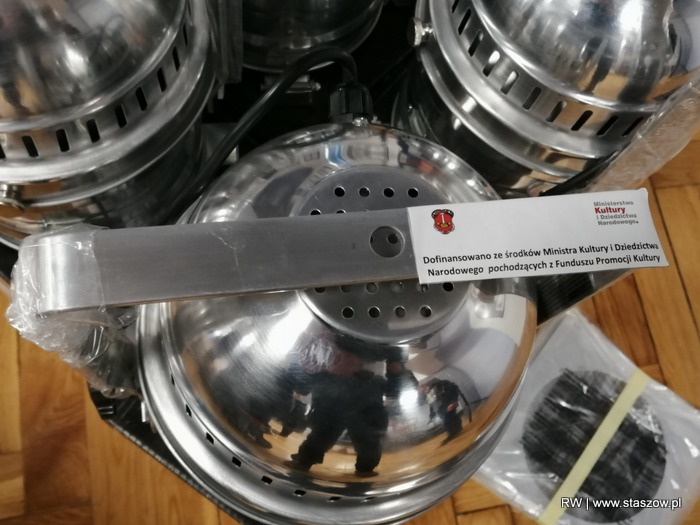 Ministerstwo
Kultury
i Dziedzictwa
Narodowego
Dofinansowano ze środków Ministra Kultury i Dziedzictwa
Narodowego pochodzących z Funduszu Promocji Kultury
RW | www.staszow.pl